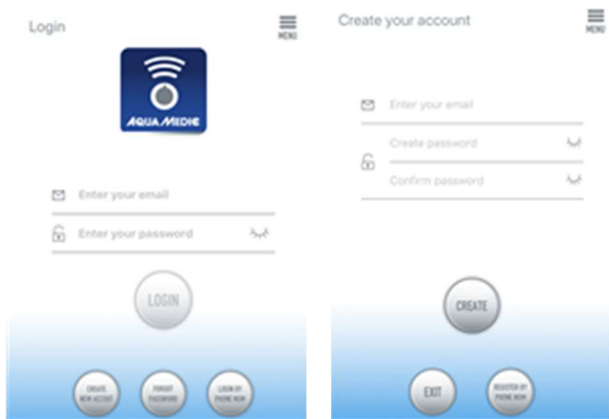 Login
MENU
AQUA MEDIC
Enter your email
Enter your password
LOGIN
CREATE
NEW ACCOUNT
FORGOT
PASSWORD
LOGIN BY
PHONE NUM
Create your account
MENU
Enter your email
Create password
Confirm password
CREATE
EXIT
REGISTER BY
PHONE NUM